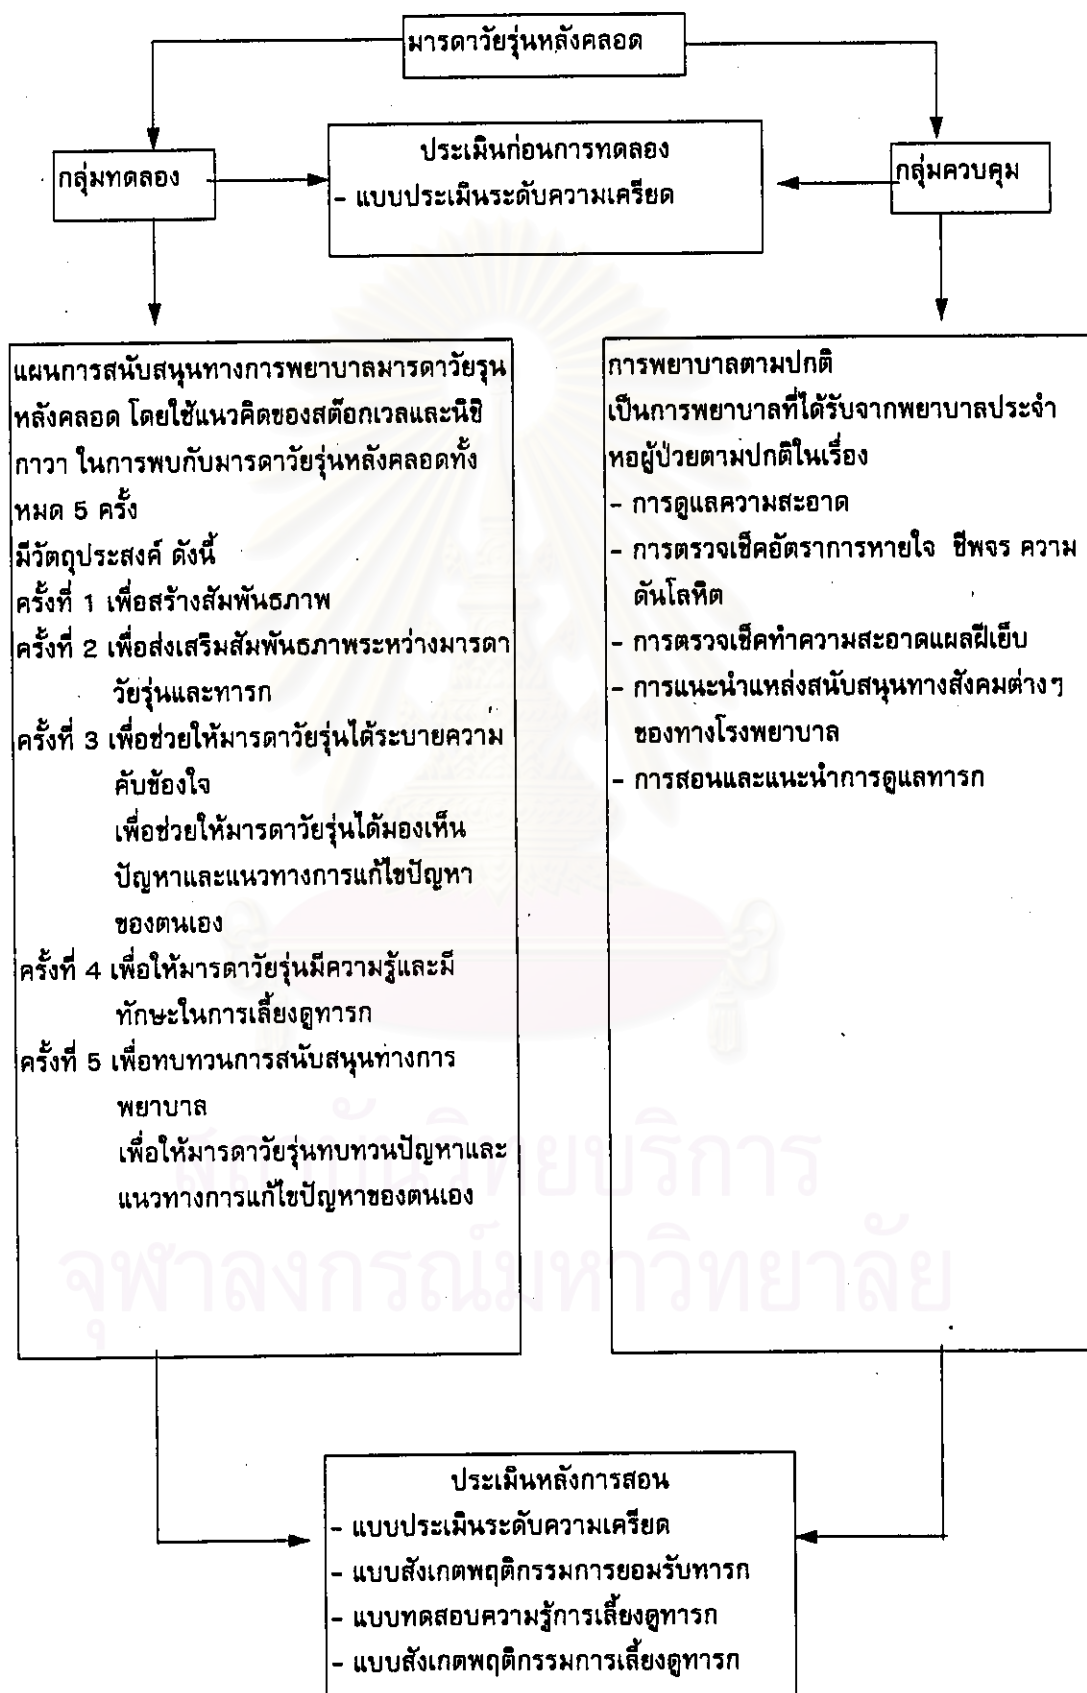 มารดาวัยรุ่นหลังคลอด
กลุ่มทดลอง
ประเมินก่อนการทดลอง
- แบบประเมินระดับความเครียด
กลุ่มควบคุม
แผนการสนับสนุนทางการพยาบาลมารดาวัยรุน
หลังคลอด โดยใช้แนวคิดของสต๊อกเวลและนิชิ
กาวา ในการพบกับมารดาวัยรุ่นหลังคลอดทั้ง
หมด 5 ครั้ง
มีวัตถุประสงค์ ดังนี้
ครั้งที่ 1 เพื่อสร้างสัมพันธภาพ
ครั้งที่ 2 เพื่อส่งเสริมสัมพันธภาพระหว่างมารดา
วัยรุ่นและทารก
ครั้งที่ 3 เพื่อช่วยให้มารดาวัยรุ่นได้ระบายความ
คับข้องใจ
เพื่อช่วยให้มารดาวัยรุ่นได้มองเห็น
ปัญหาและแนวทางการแก้ไขปัญหา
ของตนเอง
ครั้งที่ 4 เพื่อให้มารดาวัยรุ่นมีความรู้และมี
ทักษะในการเลี้ยงดูทารก
ครั้งที่ 5 เพื่อทบทวนการสนับสนุนทางการ
พยาบาล
เพื่อให้มารดาวัยรุ่นทบทวนปัญหาและ
แนวทางการแก้ไขปัญหาของตนเอง
การพยาบาลตามปกติ
เป็นการพยาบาลที่ได้รับจากพยาบาลประจำ
หอผู้ป่วยตามปกติในเรื่อง
- การดูแลความสะอาด
- การตรวจเช็คอัตราการหายใจ ชีพจร ความ
ดันโลหิต
- การตรวจเช็คทำความสะอาดแผลฝีเย็บ
- การแนะนำแหล่งสนับสนุนทางสังคมต่างๆ
ของทางโรงพยาบาล
- การสอนและแนะนำการดูแลทารก
สถาบันวิทยบริการ
จุฬาลงกรณ์มหาวิทยาลัย
ประเมินหลังการสอน
- แบบประเมินระดับความเครียด
- แบบสังเกตพฤติกรรมการยอมรับทารก
- แบบทดสอบความรู้การเลี้ยงดูทารก
- แบบสังเกตพฤติกรรมการเลี้ยงดูทารก